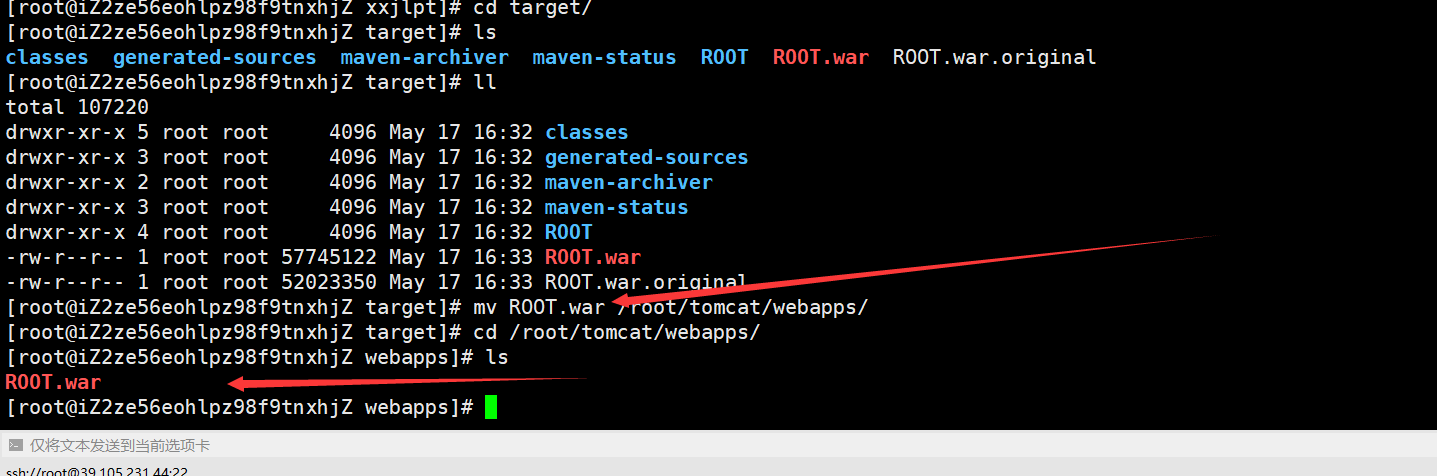 [root@iZ2ze56eohlpz98f9tnxhjZ xxjlpt]# cd target/
[root@iZ2ze56eohlpz98f9tnxhjZ target]# ls
classes  generated-sources  maven-archiver  maven-status  ROOT  ROOT.war  ROOT.war.original
[root@iZ2ze56eohlpz98f9tnxhjZ target]# ll
total 107220
drwxr-xr-x 5 root root     4096 May 17 16:32 classes
drwxr-xr-x 3 root root     4096 May 17 16:32 generated-sources
drwxr-xr-x 2 root root     4096 May 17 16:32 maven-archiver
drwxr-xr-x 3 root root     4096 May 17 16:32 maven-status
drwxr-xr-x 4 root root     4096 May 17 16:32 ROOT
-rw-r--r-- 1 root root 57745122 May 17 16:33 ROOT.war
-rw-r--r-- 1 root root 52023350 May 17 16:33 ROOT.war.original
[root@iZ2ze56eohlpz98f9tnxhjZ target]# mv ROOT.war /root/tomcat/webapps/
[root@iZ2ze56eohlpz98f9tnxhjZ target]# cd /root/tomcat/webapps/
[root@iZ2ze56eohlpz98f9tnxhjZ webapps]# ls
ROOT.war
[root@iZ2ze56eohlpz98f9tnxhjZ webapps]#
仅将文本发送到当前选项卡
ssh://root@39.105.231.44:22